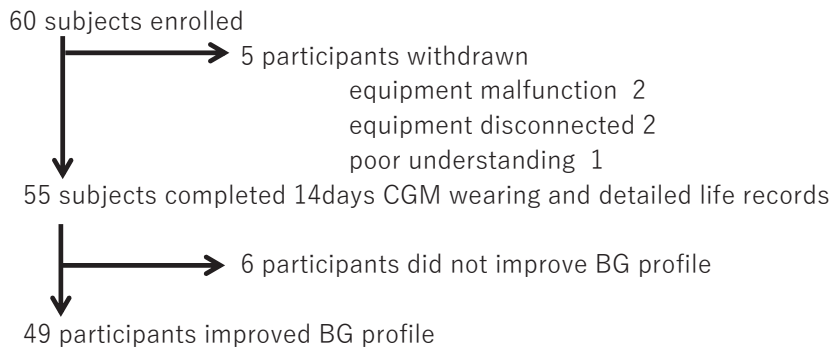 60 subjects enrolled
5 participants withdrawn
equipment malfunction 2
equipment disconnected 2
poor understanding 1
55 subjects completed 14days CGM wearing and detailed life records
6 participants did not improve BG profile
49 participants improved BG profile